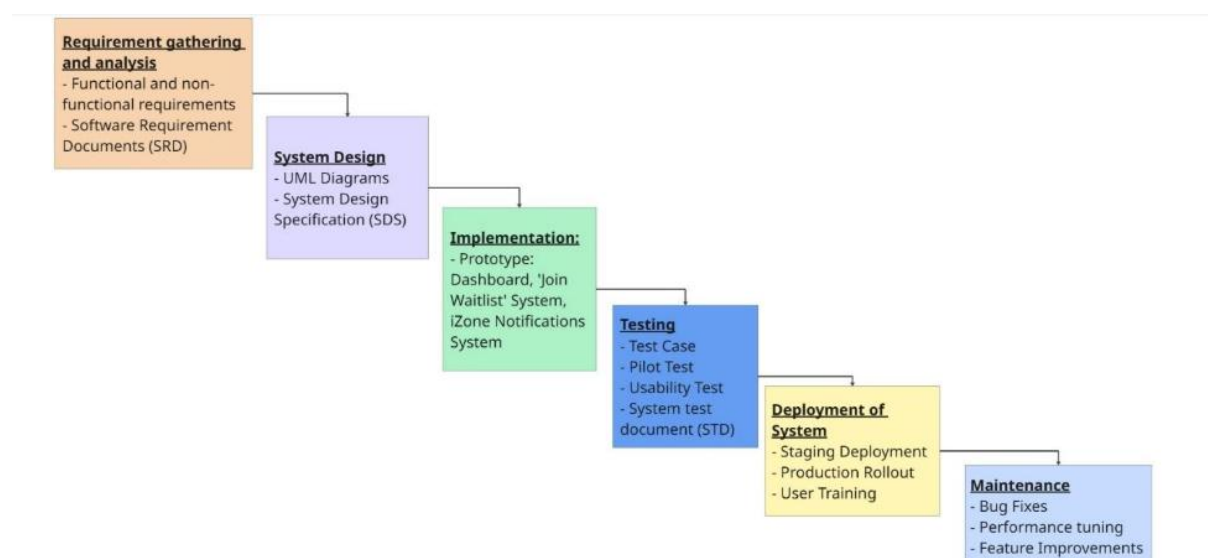 Requirement gathering
and analysis
- Functional and non-
functional requirements
- Software Requirement
Documents (SRD)
System Design
- UML Diagrams
- System Design
Specification (SDS)
Implementation:
- Prototype:
Dashboard, 'Join
Waitlist' System,
iZone Notifications
System
Testing
- Test Case
- Pilot Test
- Usability Test
- System test
document (STD)
Deployment of
System
- Staging Deployment
- Production Rollout
- User Training
Maintenance
- Bug Fixes
- Performance tuning
- Feature Improvements